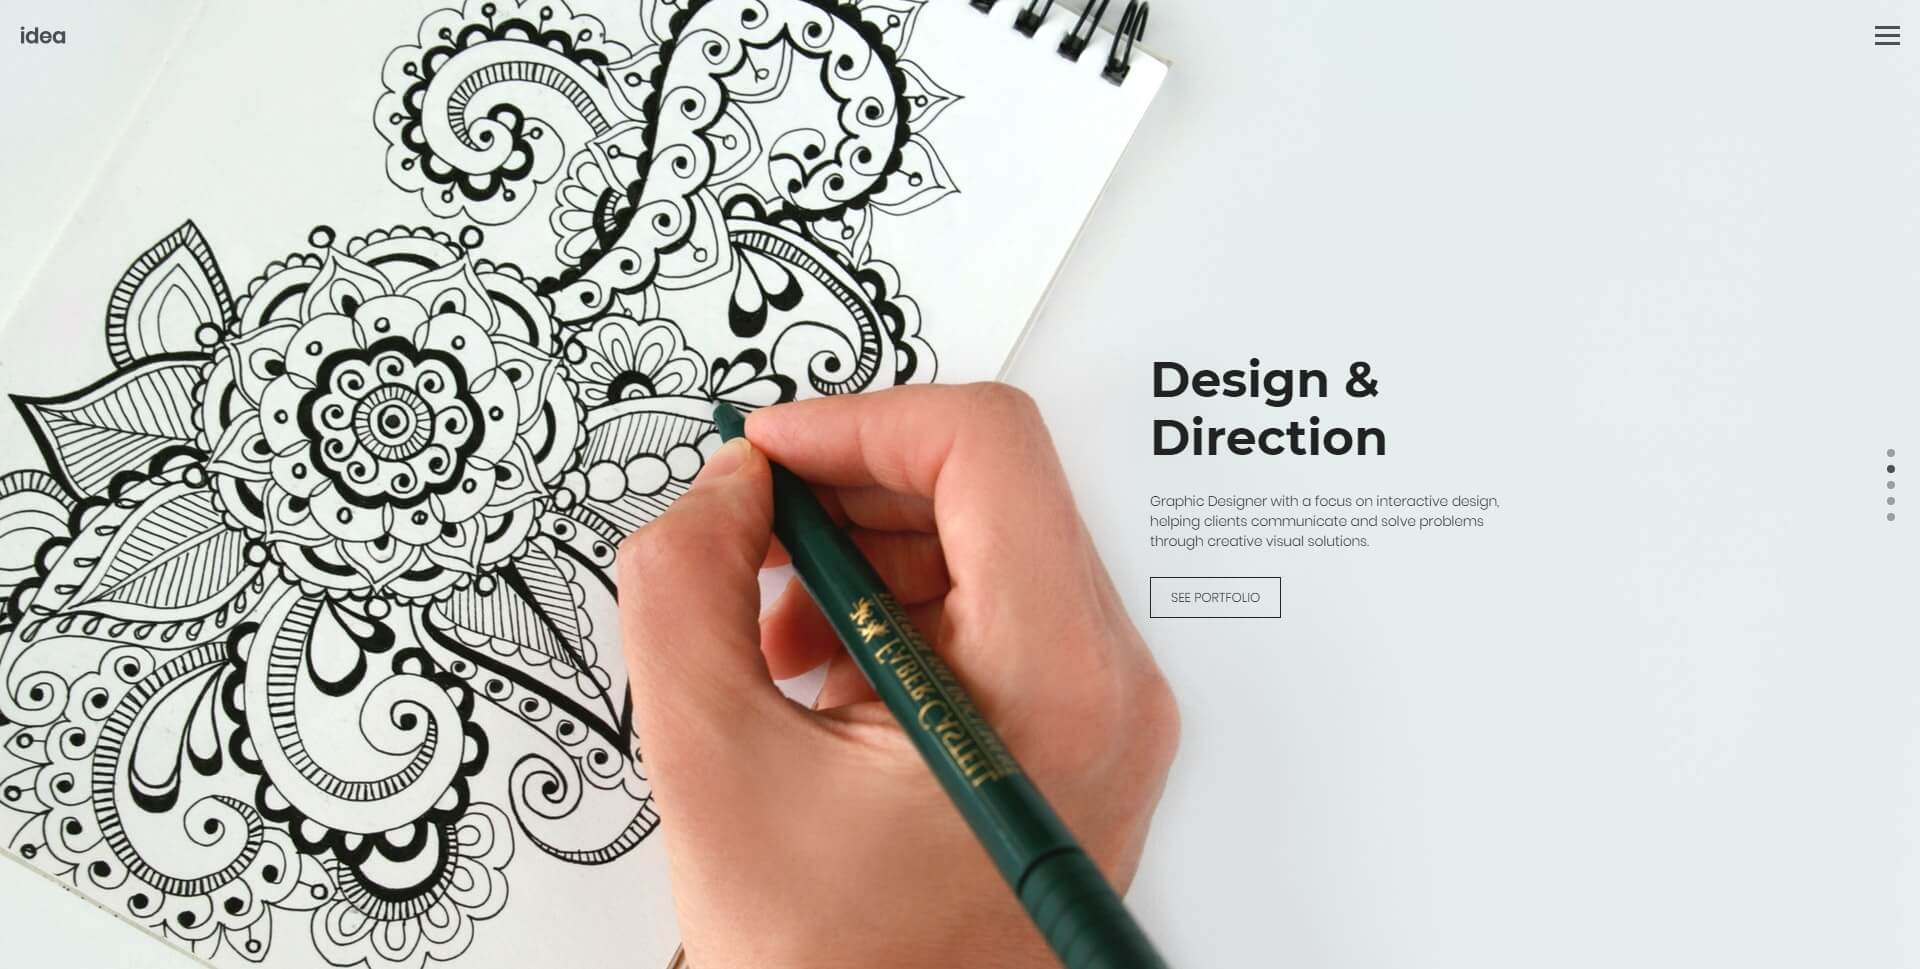 idea
Design &
Direction
Graphic Designer with a focus on interactive design,
helping clients communicate and solve problems
through creative visual solutions.
SEE PORTFOLIO
FABER-CASTELL